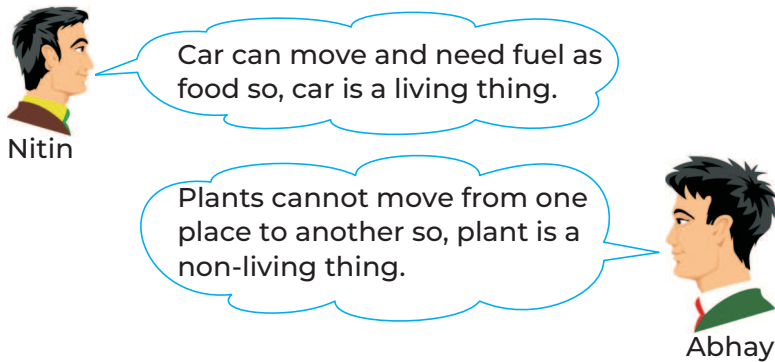 Car can move and need fuel as
food so, car is a living thing.
Nitin
Plants cannot move from one
place to another so, plant is a
non-living thing.
Abhay